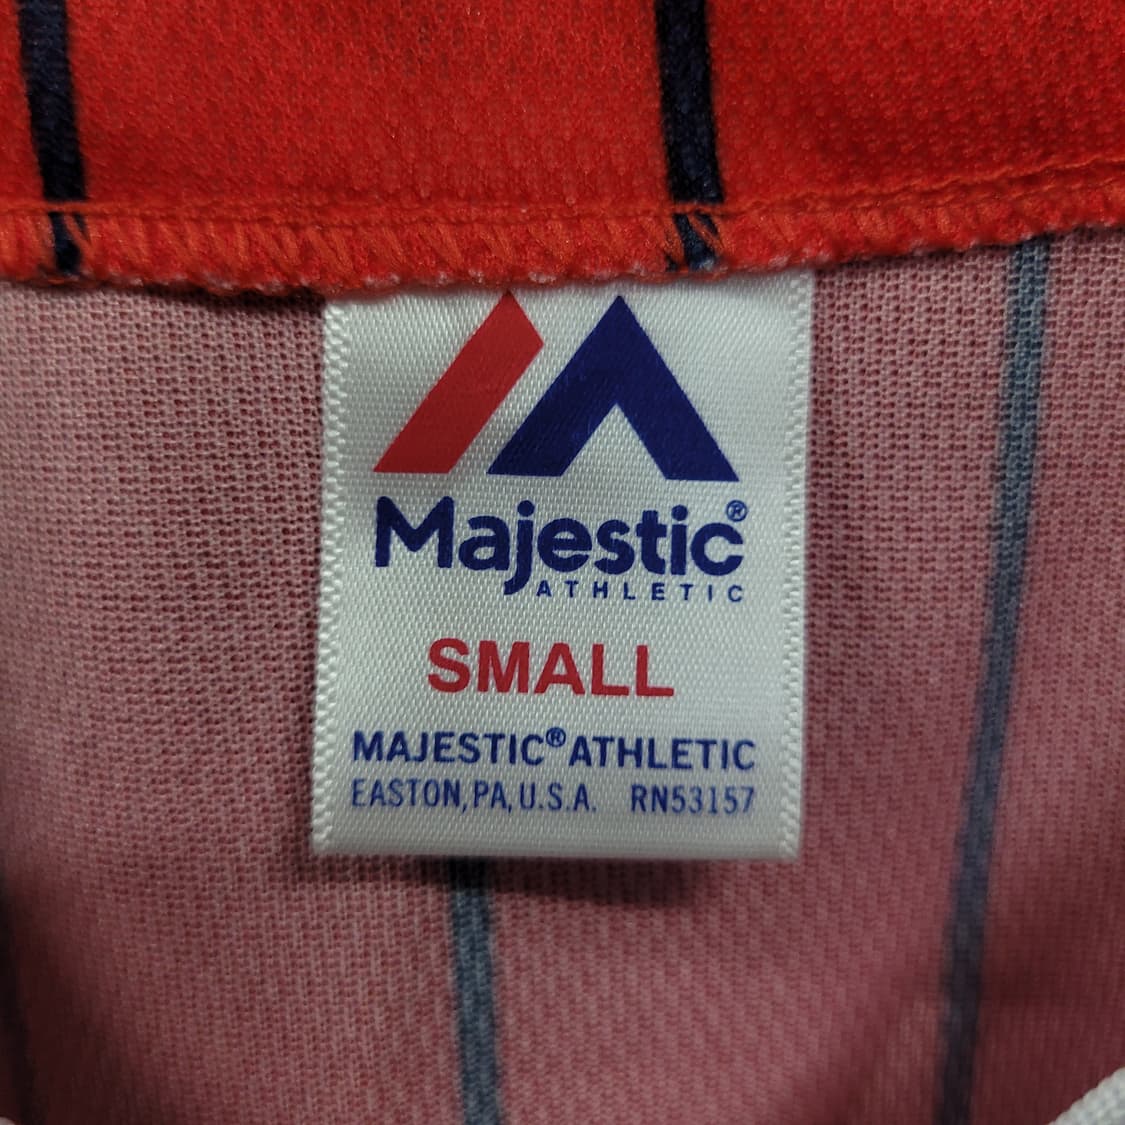 Majestic®
ATHLETIC
SMALL
MAJESTIC® ATHLETIC
EASTON, PA, U.S.A. RN53157